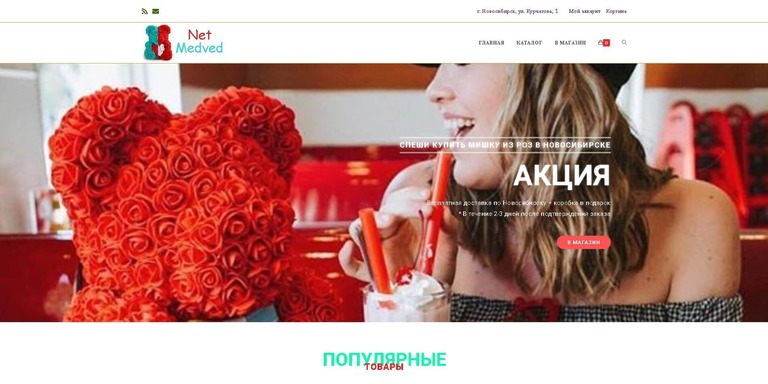 г. Новосибирск, ул. Курчатова, 1 Мой аккаунт Корзина
Net
Medved
ГЛАВНАЯ КАТАЛОГ В МАГАЗИН 0
СПЕШИ КУПИТЬ МИШКУ ИЗ РОЗ В НОВОСИБИРСКЕ
АКЦИЯ
Бесплатная доставка по Новосибирску + коробка в подарок
* В течение 2-3 дней после подтверждения заказа
В МАГАЗИН
ПОПУЛЯРНЫЕ
ТОВАРЫ